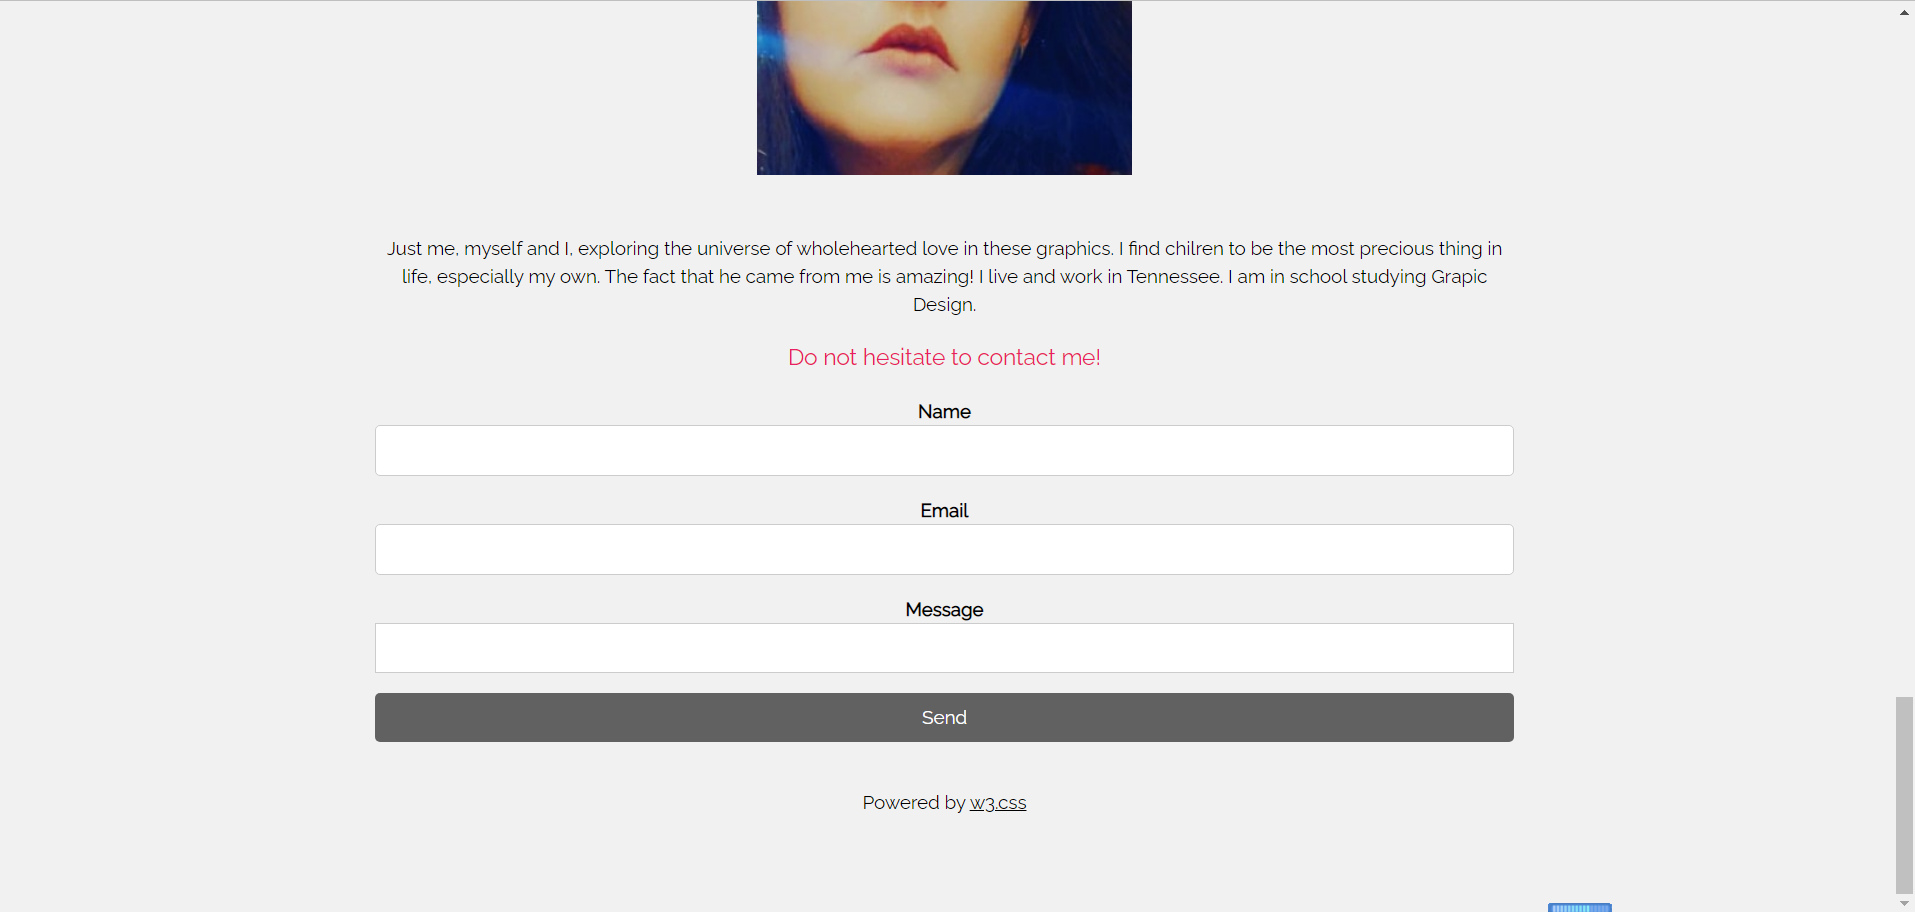 Just me, myself and I, exploring the universe of wholehearted love in these graphics. I find chilren to be the most precious thing in
life, especially my own. The fact that he came from me is amazing! I live and work in Tennessee. I am in school studying Grapic
Design.
Do not hesitate to contact me!
Name
Email
Message
Send
Powered by w3.css